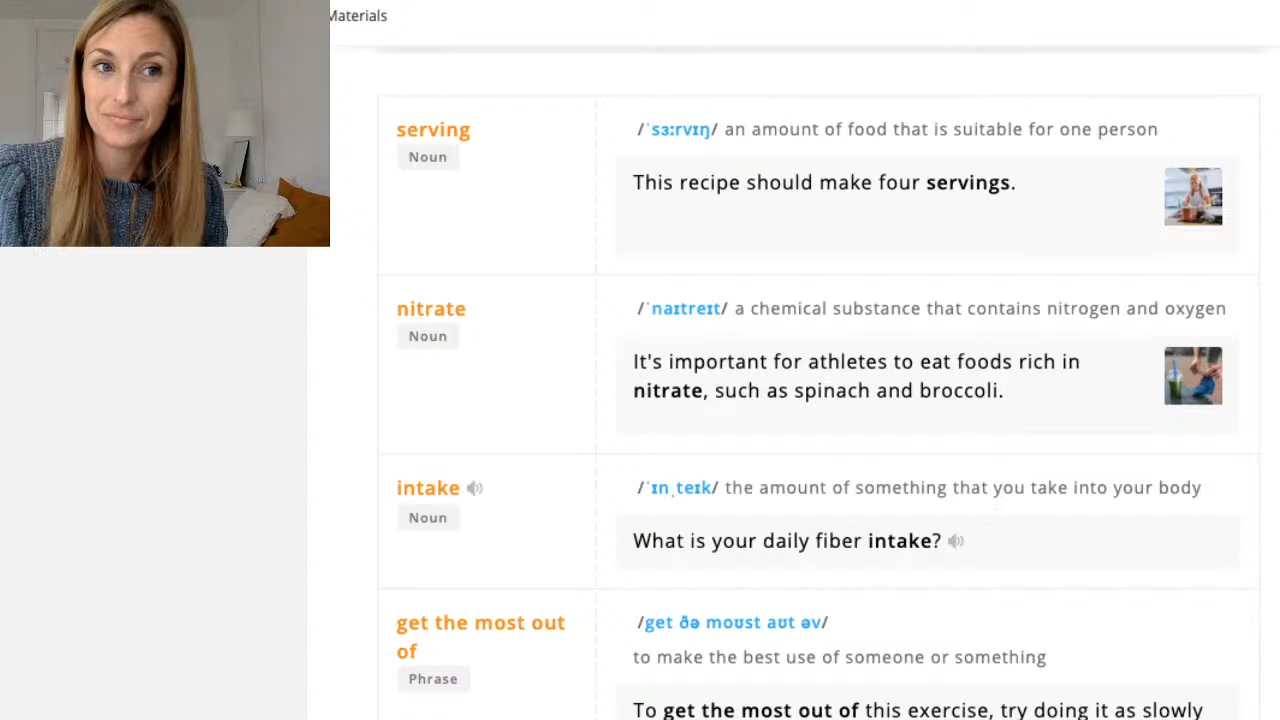 Materials
serving
Noun
/ˈsɜːrvɪŋ/ an amount of food that is suitable for one person
This recipe should make four servings.
nitrate
Noun
/ˈnaɪtreɪt/ a chemical substance that contains nitrogen and oxygen
It's important for athletes to eat foods rich in
nitrate, such as spinach and broccoli.
intake
Noun
/ˈɪnˌteɪk/ the amount of something that you take into your body
What is your daily fiber intake?
get the most out
of
Phrase
/get ðə moʊst aʊt əv/
to make the best use of someone or something
To get the most out of this exercise, try doing it as slowly